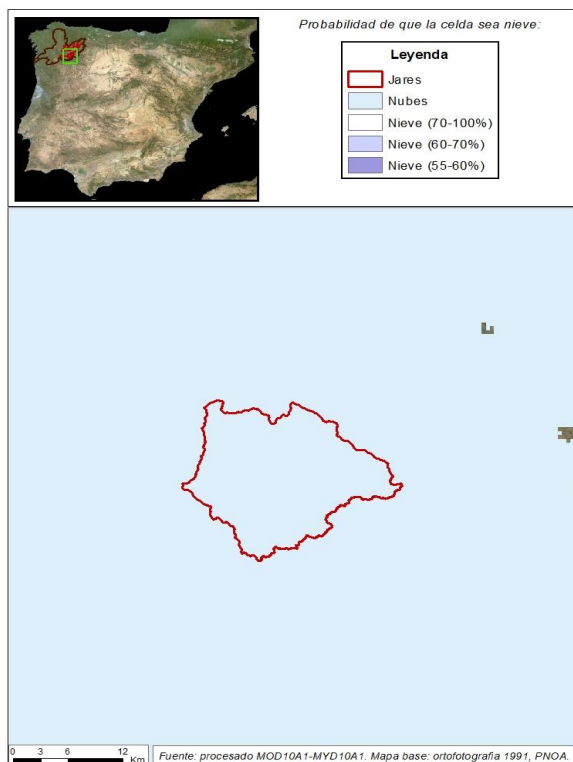 Probabilidad de que la celda sea nieve:
Leyenda
Jares
Nubes
Nieve (70-100%)
Nieve (60-70%)
Nieve (55-60%)
0 3 6 12
Km
Fuente: procesado MOD10A1-MYD10A1. Mapa base: ortofotografia 1991, PNOA.